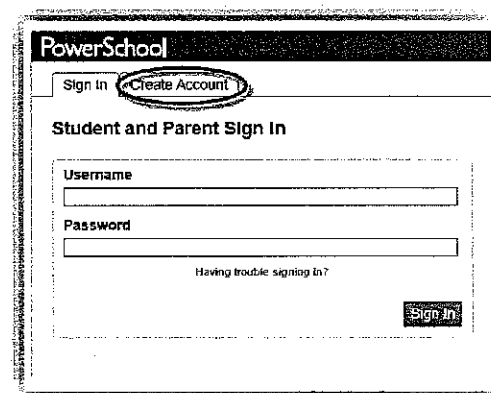 PowerSchool
Sign In Create Account
Student and Parent Sign In
Username
Password
Having trouble signing in?
Sign In